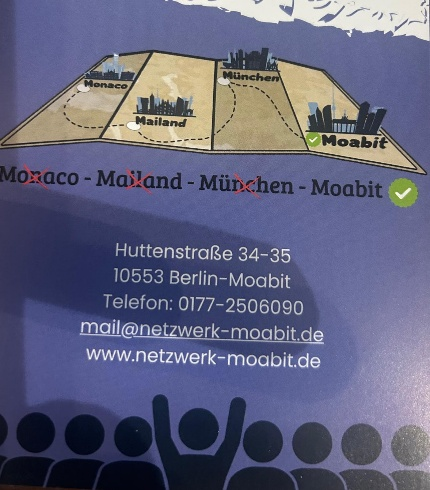 Monaco
München
Mailand
Moabit
Monaco - Mailand - München - Moabit
Huttenstraße 34-35
10553 Berlin-Moabit
Telefon: 0177-2506090
mail@netzwerk-moabit.de
www.netzwerk-moabit.de